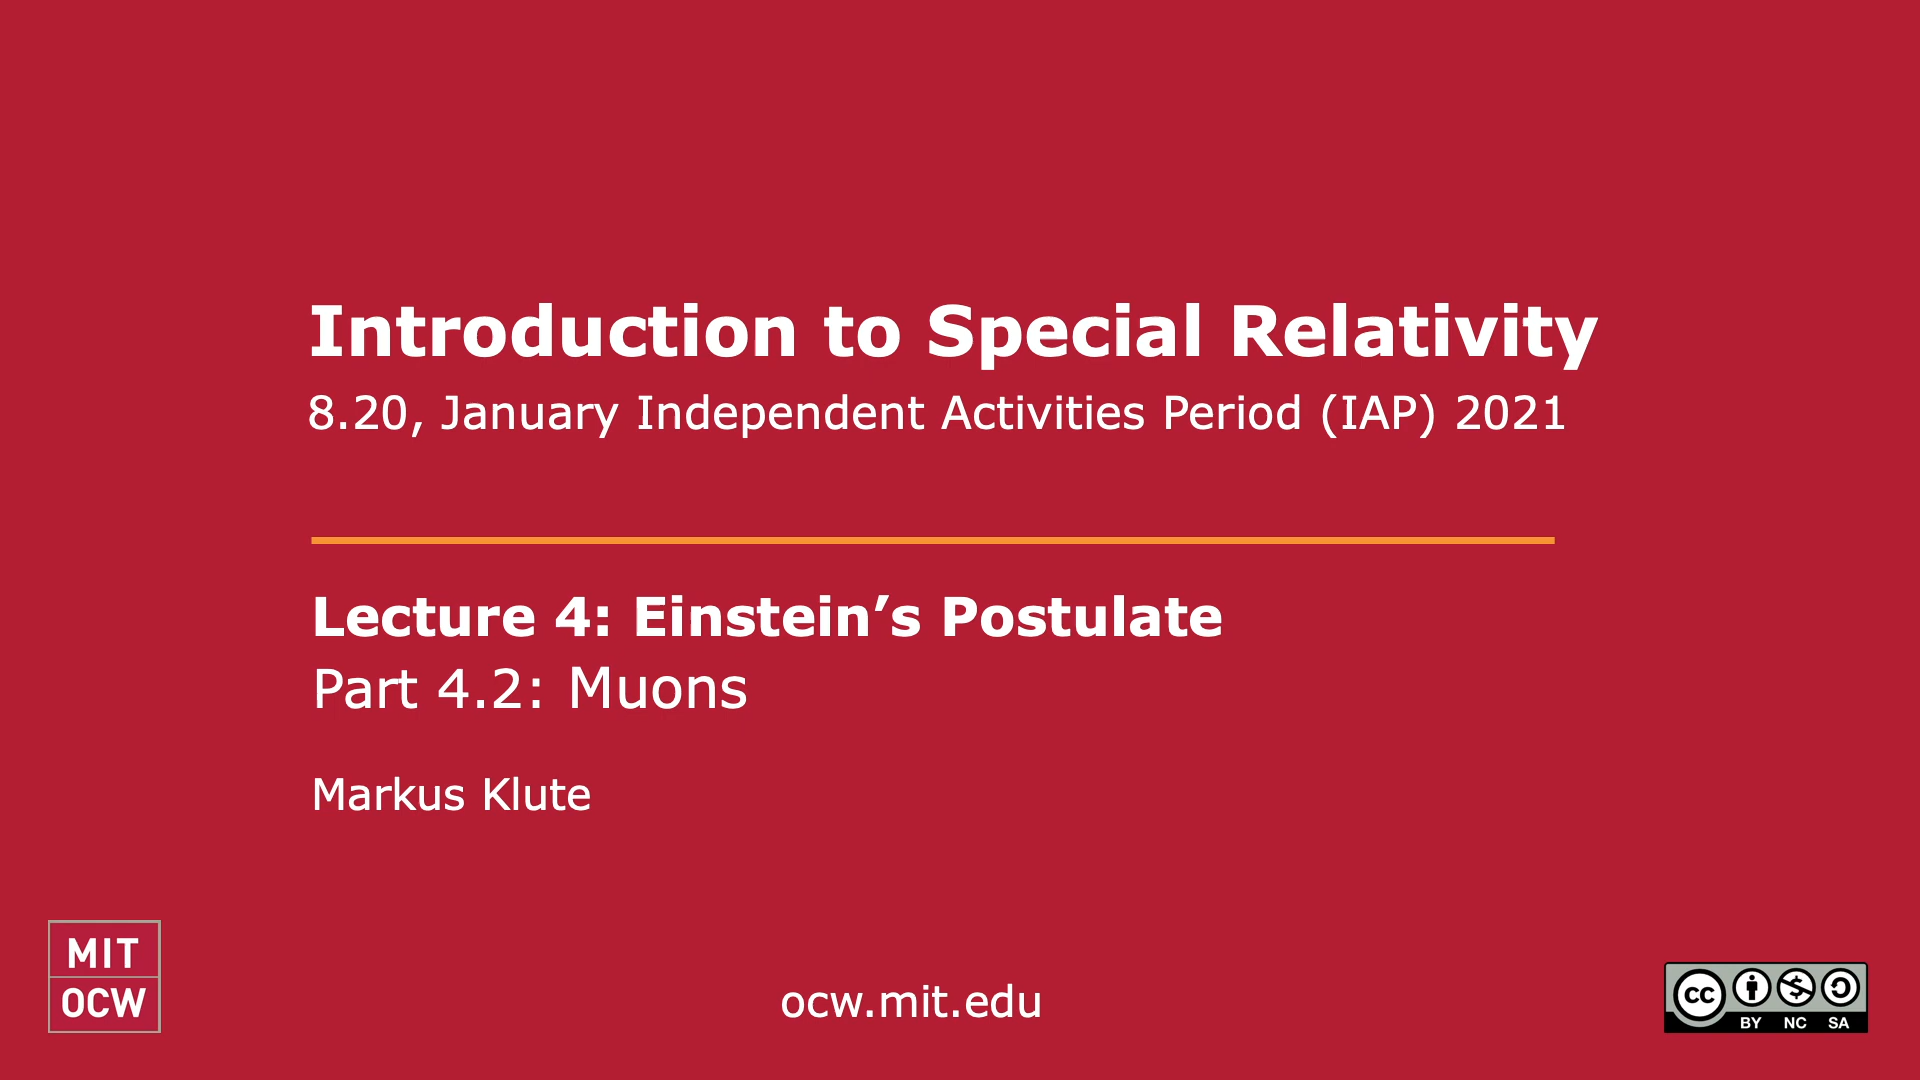 Introduction to Special Relativity
8.20, January Independent Activities Period (IAP) 2021
Lecture 4: Einstein’s Postulate
Part 4.2: Muons
Markus Klute
MIT
OCW
ocw.mit.edu
cc
BY NC SA